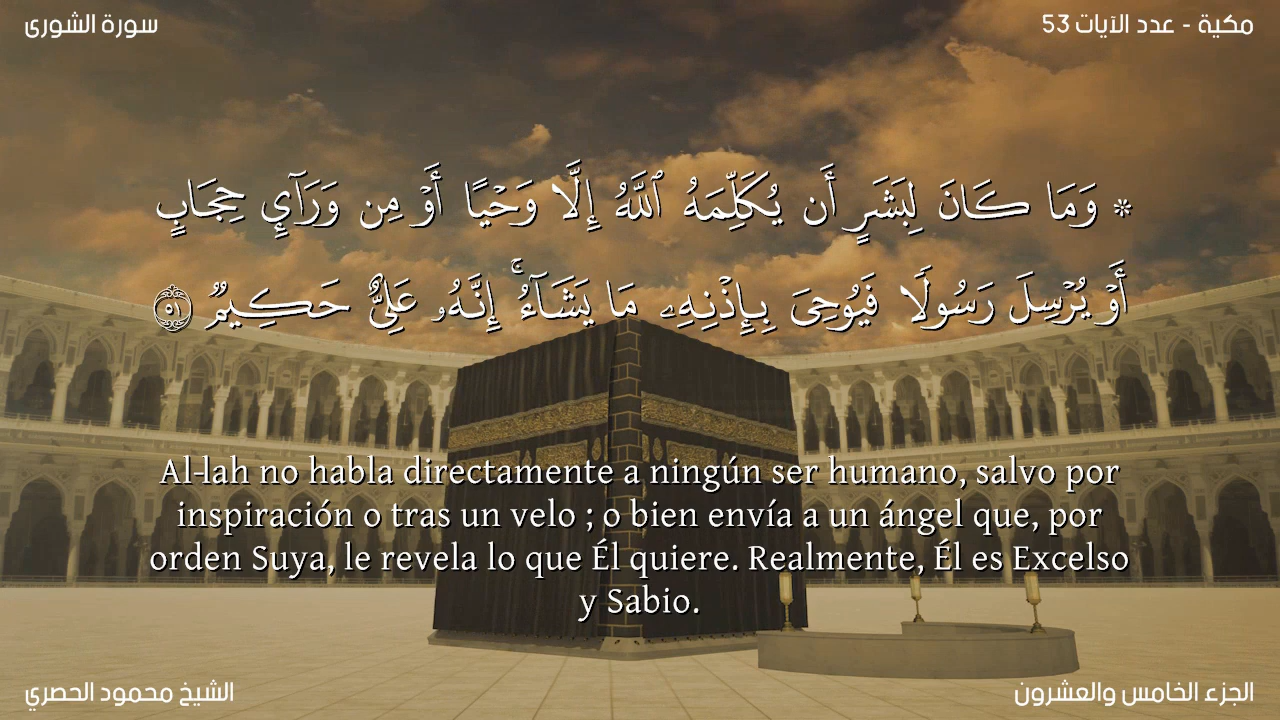 مكية - عدد الآيات 53
سورة الشورى
* وَمَا كَانَ لِبَشَرٍ أَن يُكَلِّمَهُ ٱللَّهُ إِلَّا وَحْيًا أَوْ مِن وَرَآئِ حِجَابٍ
أَوْ يُرْسِلَ رَسُولًا فَيُوحِىَ بِإِذْنِهِۦ مَا يَشَآءُ ۚ إِنَّهُۥ عَلِىٌّ حَكِيمٌ ٥١
Al-lah no habla directamente a ningún ser humano, salvo por
inspiración o tras un velo ; o bien envía a un ángel que, por
orden Suya, le revela lo que Él quiere. Realmente, Él es Excelso
y Sabio.
الجزء الخامس والعشرون
الشيخ محمود الحصري